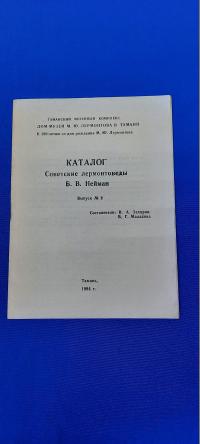 ТАМАНСКИЙ МУЗЕЙНЫЙ КОМПЛЕКС
ДОМ-МУЗЕЙ М. Ю. ЛЕРМОНТОВА В ТАМАНИ
К 180-летию со дня рождения М. Ю. Лермонтова
КАТАЛОГ
Советские лермонтоведы
Б. В. Нейман
Выпуск №
Составители: В. А. Захаров
В. Г.
Тамань,
1994 г.